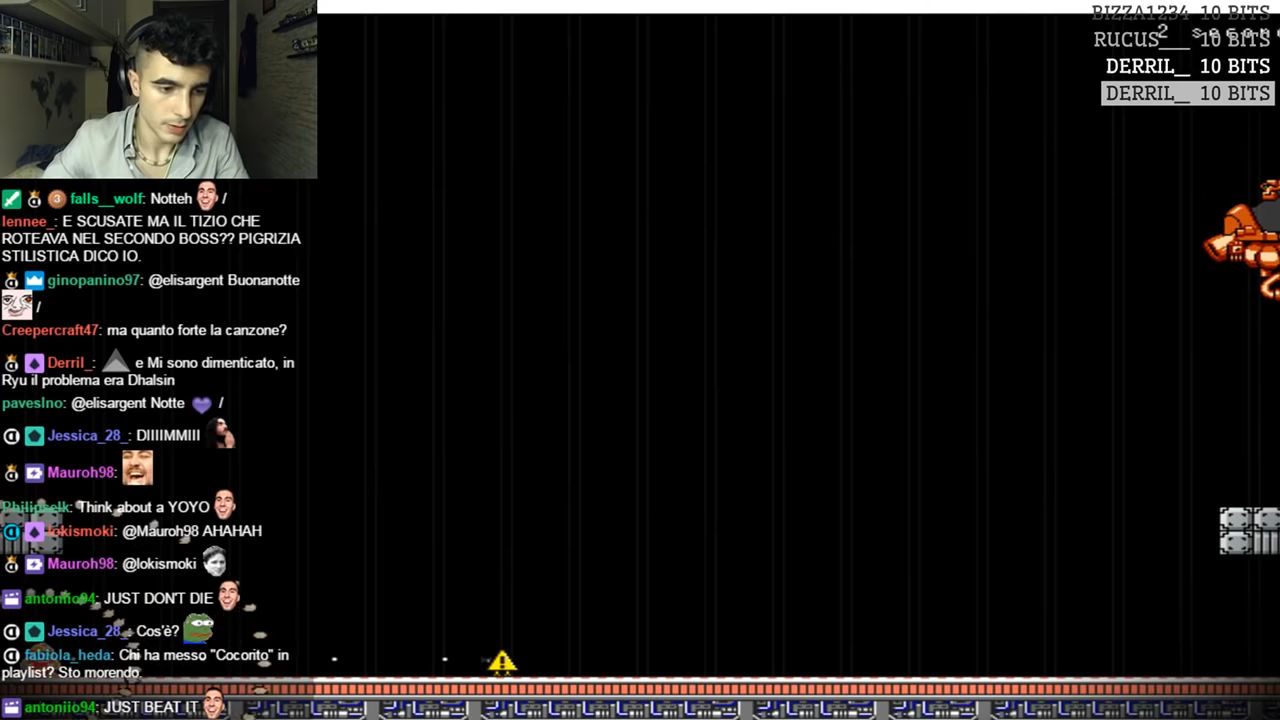 BIZZA1234 10 BITS
RUCUS___ 10 BITS
DERRIL_ 10 BITS
DERRIL_ 10 BITS
falls__wolf: Notteh /
lennee_: E SCUSATE MA IL TIZIO CHE
ROTEAVA NEL SECONDO BOSS?? PIGRIZIA
STILISTICA DICO IO.
ginopanino97: @elisargent Buonanotte
/
Creepercraft47: ma quanto forte la canzone?
Derril_: e Mi sono dimenticato, in
Ryu il problema era Dhalsin
pavesIno: @elisargent Notte /
Jessica_28_: DIIIIMMIII
Mauroh98:
Philipselk: Think about a YOYO
lokismoki: @Mauroh98 AHAHAH
Mauroh98: @lokismoki
antoniio94: JUST DON'T DIE
Jessica_28_: Cos'è?
fabiola_heda: Chi ha messo "Cocorito" in
playlist? Sto morendo.
antoniio94: JUST BEAT IT